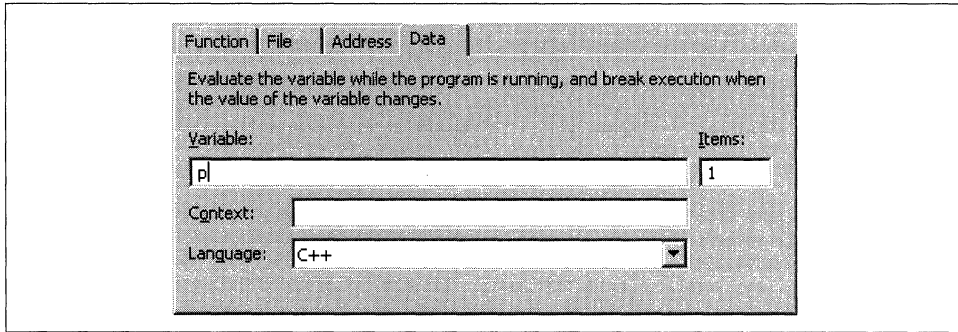 Function File Address Data
Evaluate the variable while the program is running, and break execution when
the value of the variable changes.
Variable: Items:
p 1
Context:
Language: C++